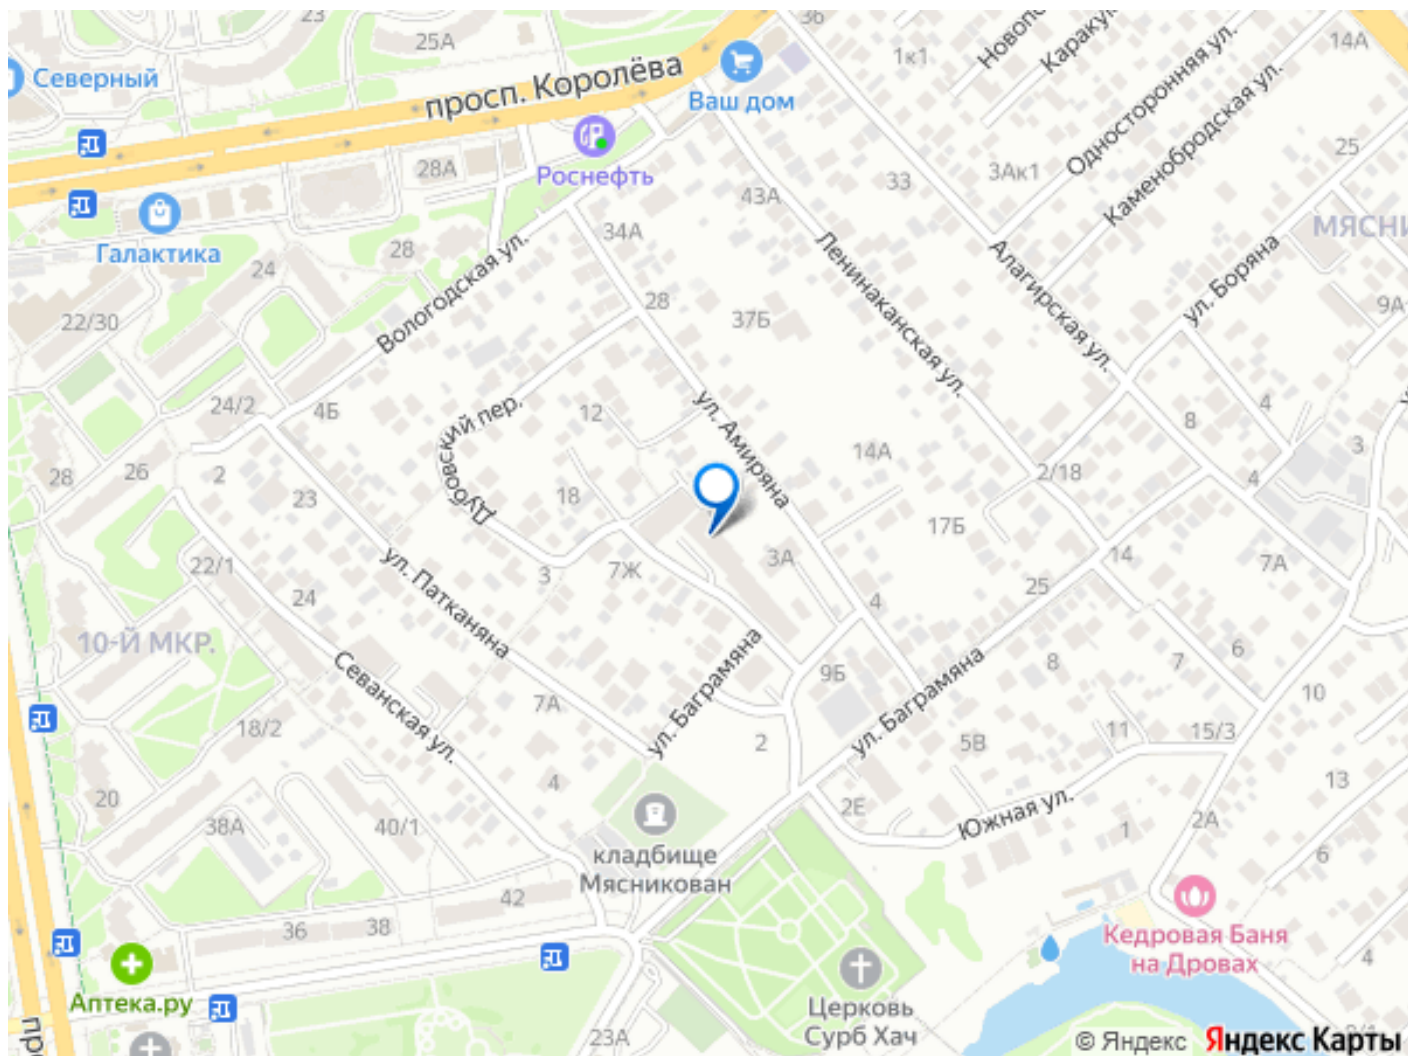 25А
36
1к1
Новопо
Каракум
14А
Северный
просп. Королёва
Ваш дом
Односторонняя ул.
Каменобродская ул.
28А
Роснефть
43А
33
3Ак1
25
Галактика
24
28
Вологодская ул.
34А
28
37Б
Ленинаканская ул.
Алагирская ул.
ул. Боряна
МЯСНИ
9А
22/30
24/2
4Б
Дубовский пер.
12
ул. Амиряна
14А
8
4
3
28
26
2
23
18
2/18
4
17Б
22/1
24
ул. Патканяна
3
7Ж
3А
4
25
14
7А
10-Й МКР.
Севанская ул.
7А
ул. Баграмяна
9Б
ул. Баграмяна
8
7
6
10
18/2
4
2
5В
11
15/3
13
20
38А
40/1
2Е
Южная ул.
1
2А
6
кладбище
Мясникован
42
36
38
Кедровая Баня
на Дровах
4
Аптека.ру
Церковь
Сурб Хач
23А
про
© Яндекс
Яндекс Карты